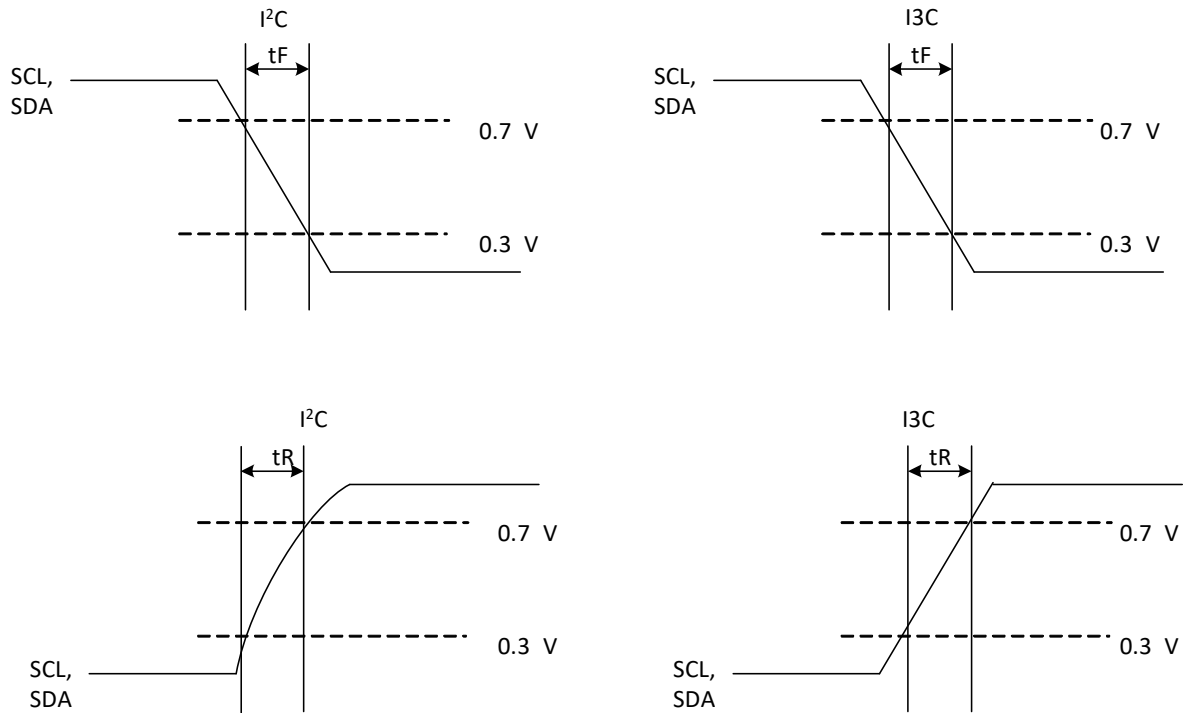 I²C
tF
SCL,
SDA
0.7 V
0.3 V
I3C
tF
SCL,
SDA
0.7 V
0.3 V
I²C
tR
0.7 V
0.3 V
SCL,
SDA
I3C
tR
0.7 V
0.3 V
SCL,
SDA